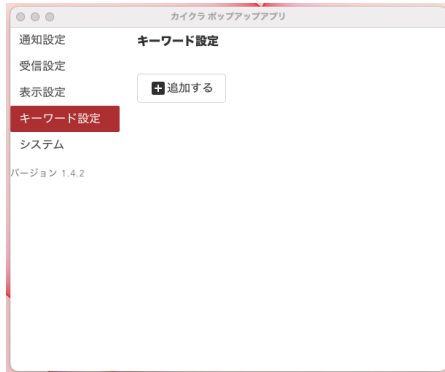 カイクラ ポップアップアプリ
通知設定
受信設定
表示設定
キーワード設定
システム
バージョン 1.4.2
キーワード設定
追加する